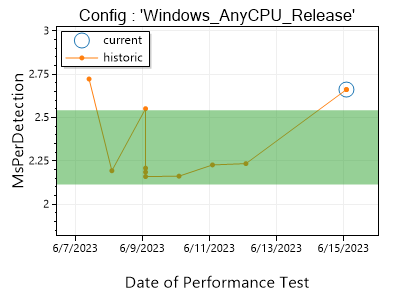 Config : 'Windows_AnyCPU_Release'
current
historic
3
2.75
2.5
2.25
2
MsPerDetection
6/7/2023 6/9/2023 6/11/2023 6/13/2023 6/15/2023
Date of Performance Test